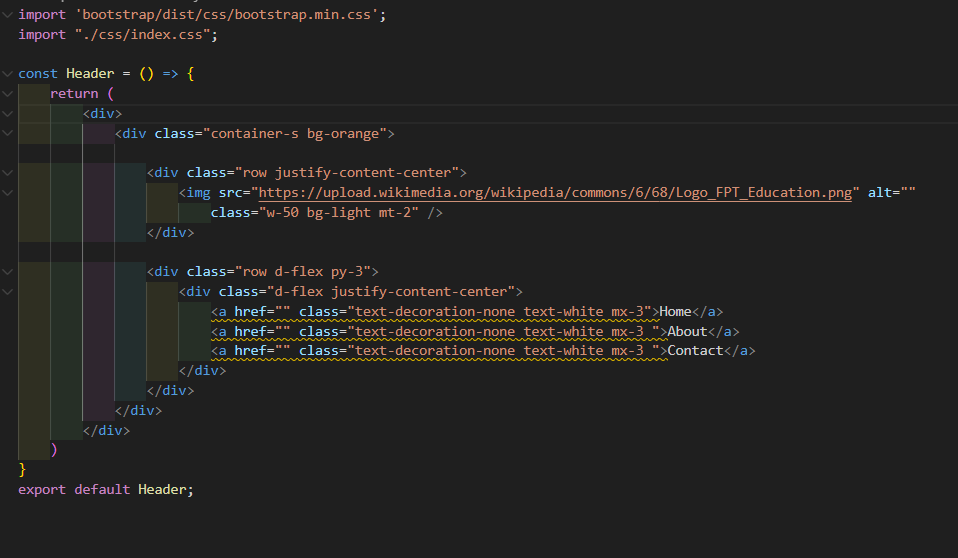 import 'bootstrap/dist/css/bootstrap.min.css';
import "./css/index.css";
const Header = () => {
return (
<div>
<div class="container-s bg-orange">
<div class="row justify-content-center">
<img src="https://upload.wikimedia.org/wikipedia/commons/6/68/Logo_FPT_Education.png" alt=""
class="w-50 bg-light mt-2" />
</div>
<div class="row d-flex py-3">
<div class="d-flex justify-content-center">
<a href="" class="text-decoration-none text-white mx-3">Home</a>
<a href="" class="text-decoration-none text-white mx-3 ">About</a>
<a href="" class="text-decoration-none text-white mx-3 ">Contact</a>
</div>
</div>
</div>
</div>
)
}
export default Header;